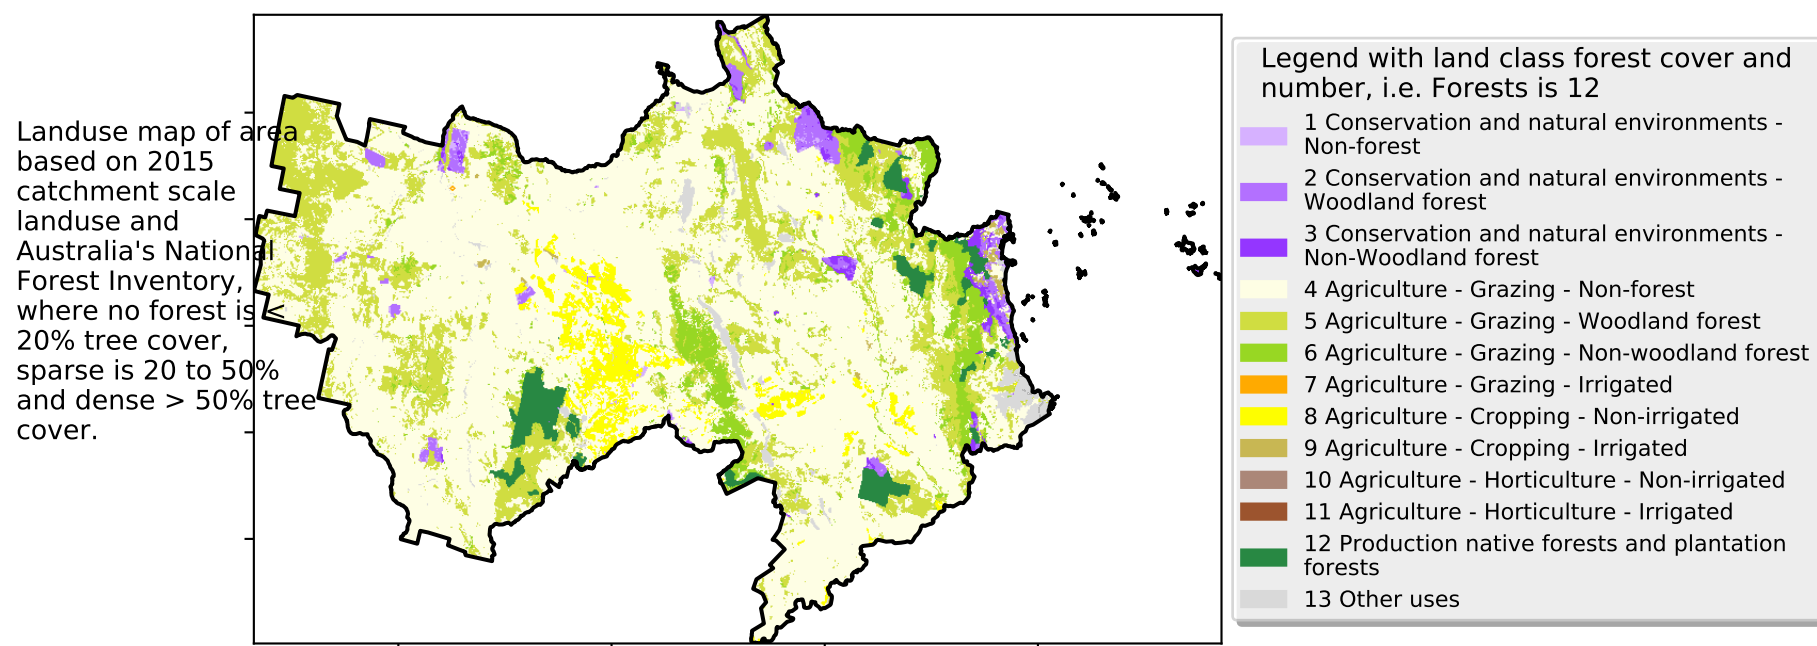 Landuse map of area
based on 2015
catchment scale
landuse and
Australia's National
Forest Inventory,
where no forest is <
20% tree cover,
sparse is 20 to 50%
and dense > 50% tree
cover.
Legend with land class forest cover and
number, i.e. Forests is 12
1 Conservation and natural environments -
Non-forest
2 Conservation and natural environments -
Woodland forest
3 Conservation and natural environments -
Non-Woodland forest
4 Agriculture - Grazing - Non-forest
5 Agriculture - Grazing - Woodland forest
6 Agriculture - Grazing - Non-woodland forest
7 Agriculture - Grazing - Irrigated
8 Agriculture - Cropping - Non-irrigated
9 Agriculture - Cropping - Irrigated
10 Agriculture - Horticulture - Non-irrigated
11 Agriculture - Horticulture - Irrigated
12 Production native forests and plantation
forests
13 Other uses